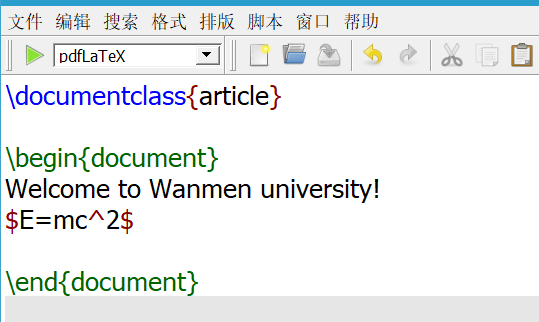 文件 编辑 搜索 格式 排版 脚本 窗口 帮助
pdfLaTeX
\documentclass{article}
\begin{document}
Welcome to Wanmen university!
$E=mc^2$
\end{document}